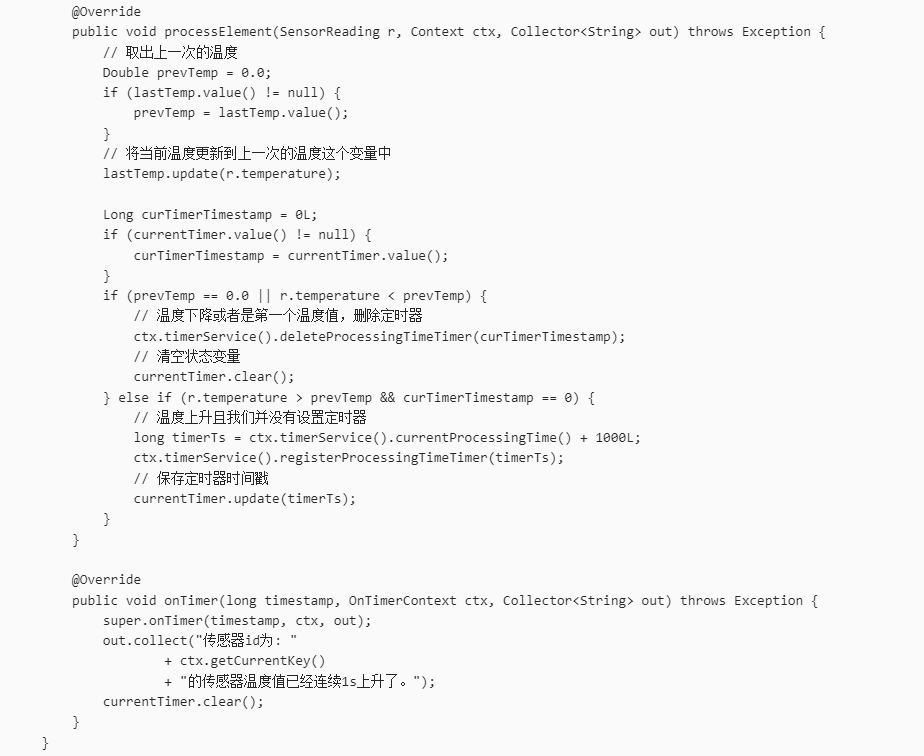 @Override
public void processElement(SensorReading r, Context ctx, Collector<String> out) throws Exception {
    // 取出上一次的温度
    Double prevTemp = 0.0;
    if (lastTemp.value() != null) {
        prevTemp = lastTemp.value();
    }
    // 将当前温度更新到上一次的温度这个变量中
    lastTemp.update(r.temperature);

    Long curTimerTimestamp = 0L;
    if (currentTimer.value() != null) {
        curTimerTimestamp = currentTimer.value();
    }
    if (prevTemp == 0.0 || r.temperature < prevTemp) {
        // 温度下降或者是第一个温度值，删除定时器
        ctx.timerService().deleteProcessingTimeTimer(curTimerTimestamp);
        // 清空状态变量
        currentTimer.clear();
    } else if (r.temperature > prevTemp && curTimerTimestamp == 0) {
        // 温度上升且我们并没有设置定时器
        long timerTs = ctx.timerService().currentProcessingTime() + 1000L;
        ctx.timerService().registerProcessingTimeTimer(timerTs);
        // 保存定时器时间戳
        currentTimer.update(timerTs);
    }
}

@Override
public void onTimer(long timestamp, OnTimerContext ctx, Collector<String> out) throws Exception {
    super.onTimer(timestamp, ctx, out);
    out.collect("传感器id为: "
            + ctx.getCurrentKey()
            + "的传感器温度值已经连续1s上升了。");
    currentTimer.clear();
}
}